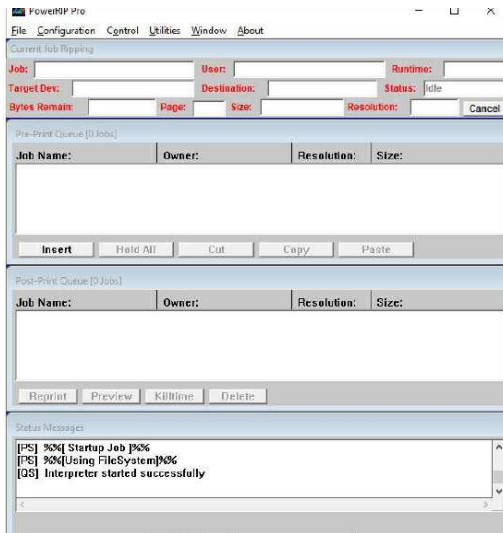 PowerRIP Pro
File Configuration Control Utilities Window About
Current Job Ripping
Job: User: Runtime:
Target Dev: Destination: Status: Idle
Bytes Remain: Page: Size: Resolution: Cancel
Pre-Print Queue [0 Jobs]
Job Name: Owner: Resolution: Size:
Insert Hold All Cut Copy Paste
Post-Print Queue [0 Jobs]
Job Name: Owner: Resolution: Size:
Reprint Preview Killtime Delete
Status Messages
[PS] %%[ Startup Job ]%%
[PS] %%[Using FileSystem]%%
[QS] Interpreter started successfully